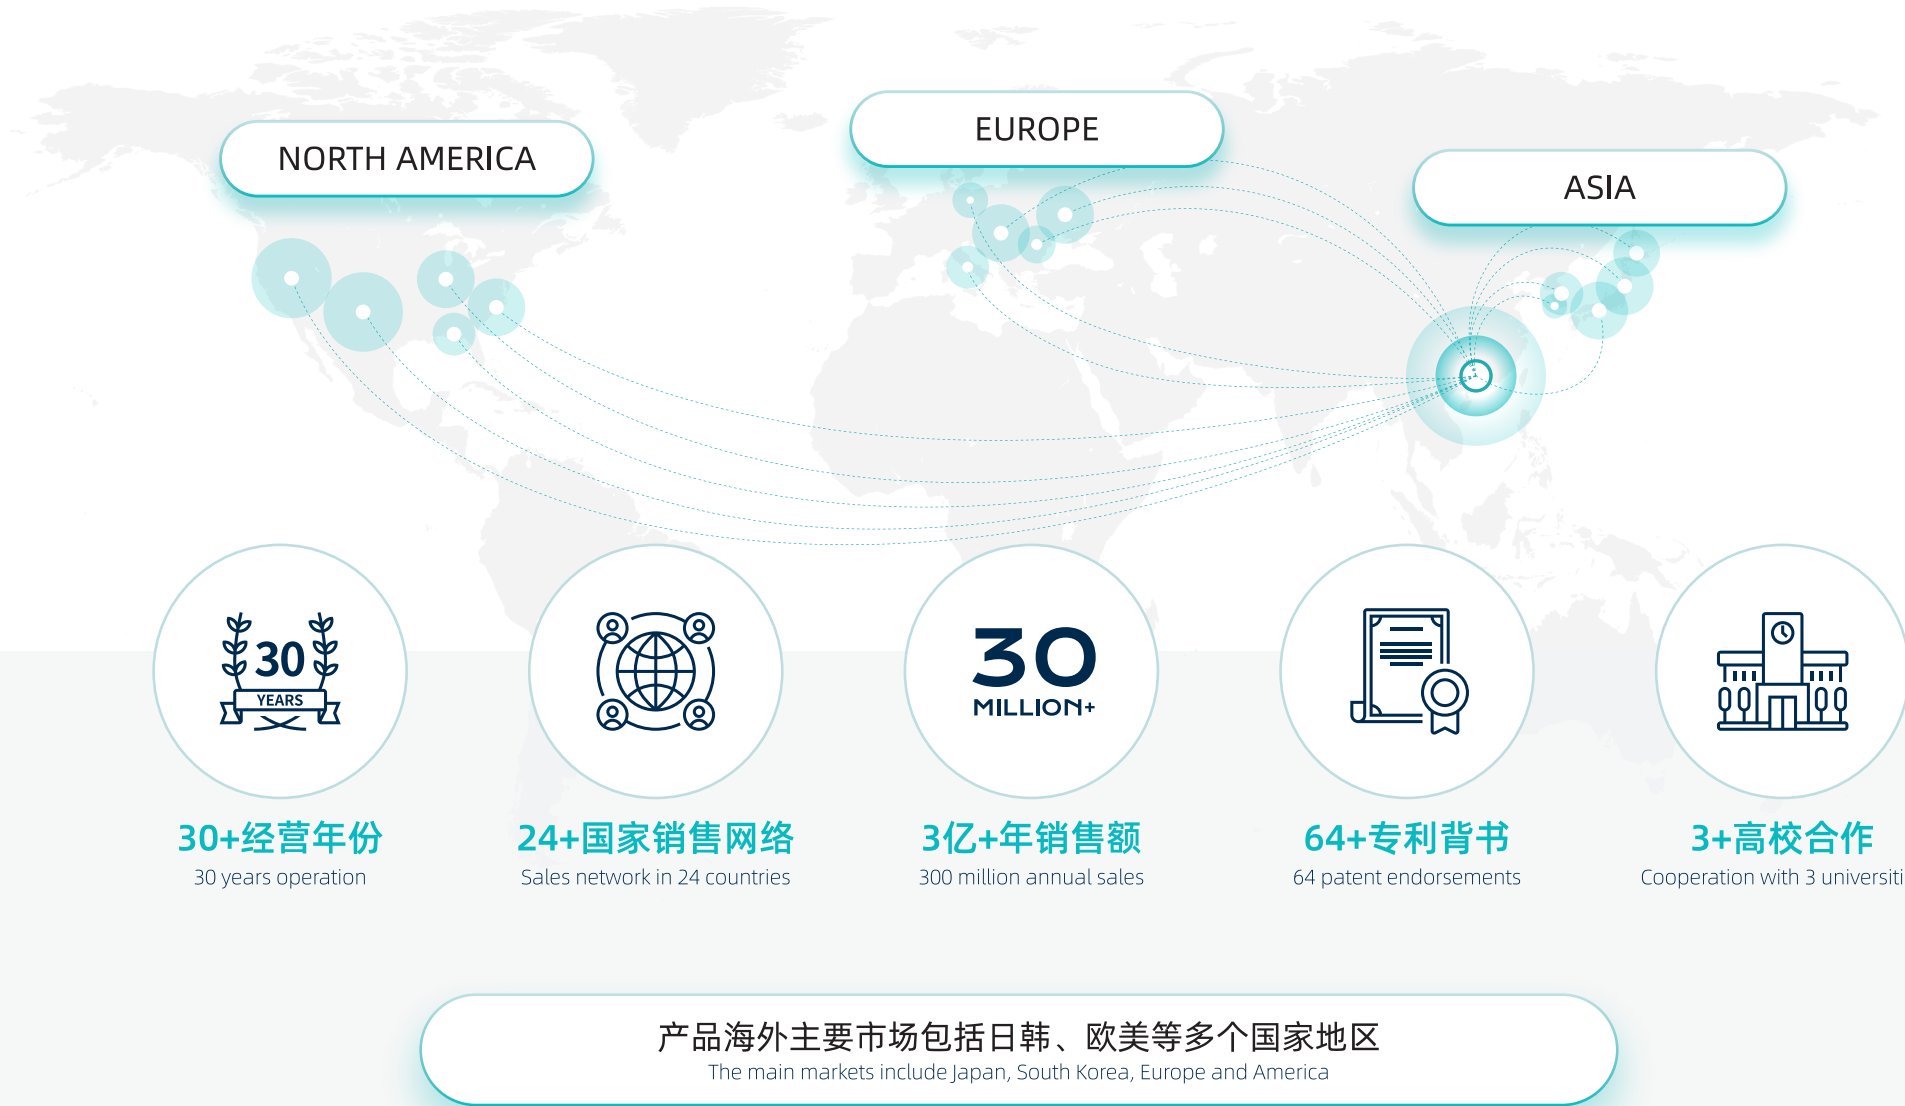 NORTH AMERICA
EUROPE
ASIA
30
YEARS
30
MILLION+
30+经营年份
30 years operation
24+国家销售网络
Sales network in 24 countries
3亿+年销售额
300 million annual sales
64+专利背书
64 patent endorsements
3+高校合作
Cooperation with 3 universiti
产品海外主要市场包括日韩、欧美等多个国家地区
The main markets include Japan, South Korea, Europe and America